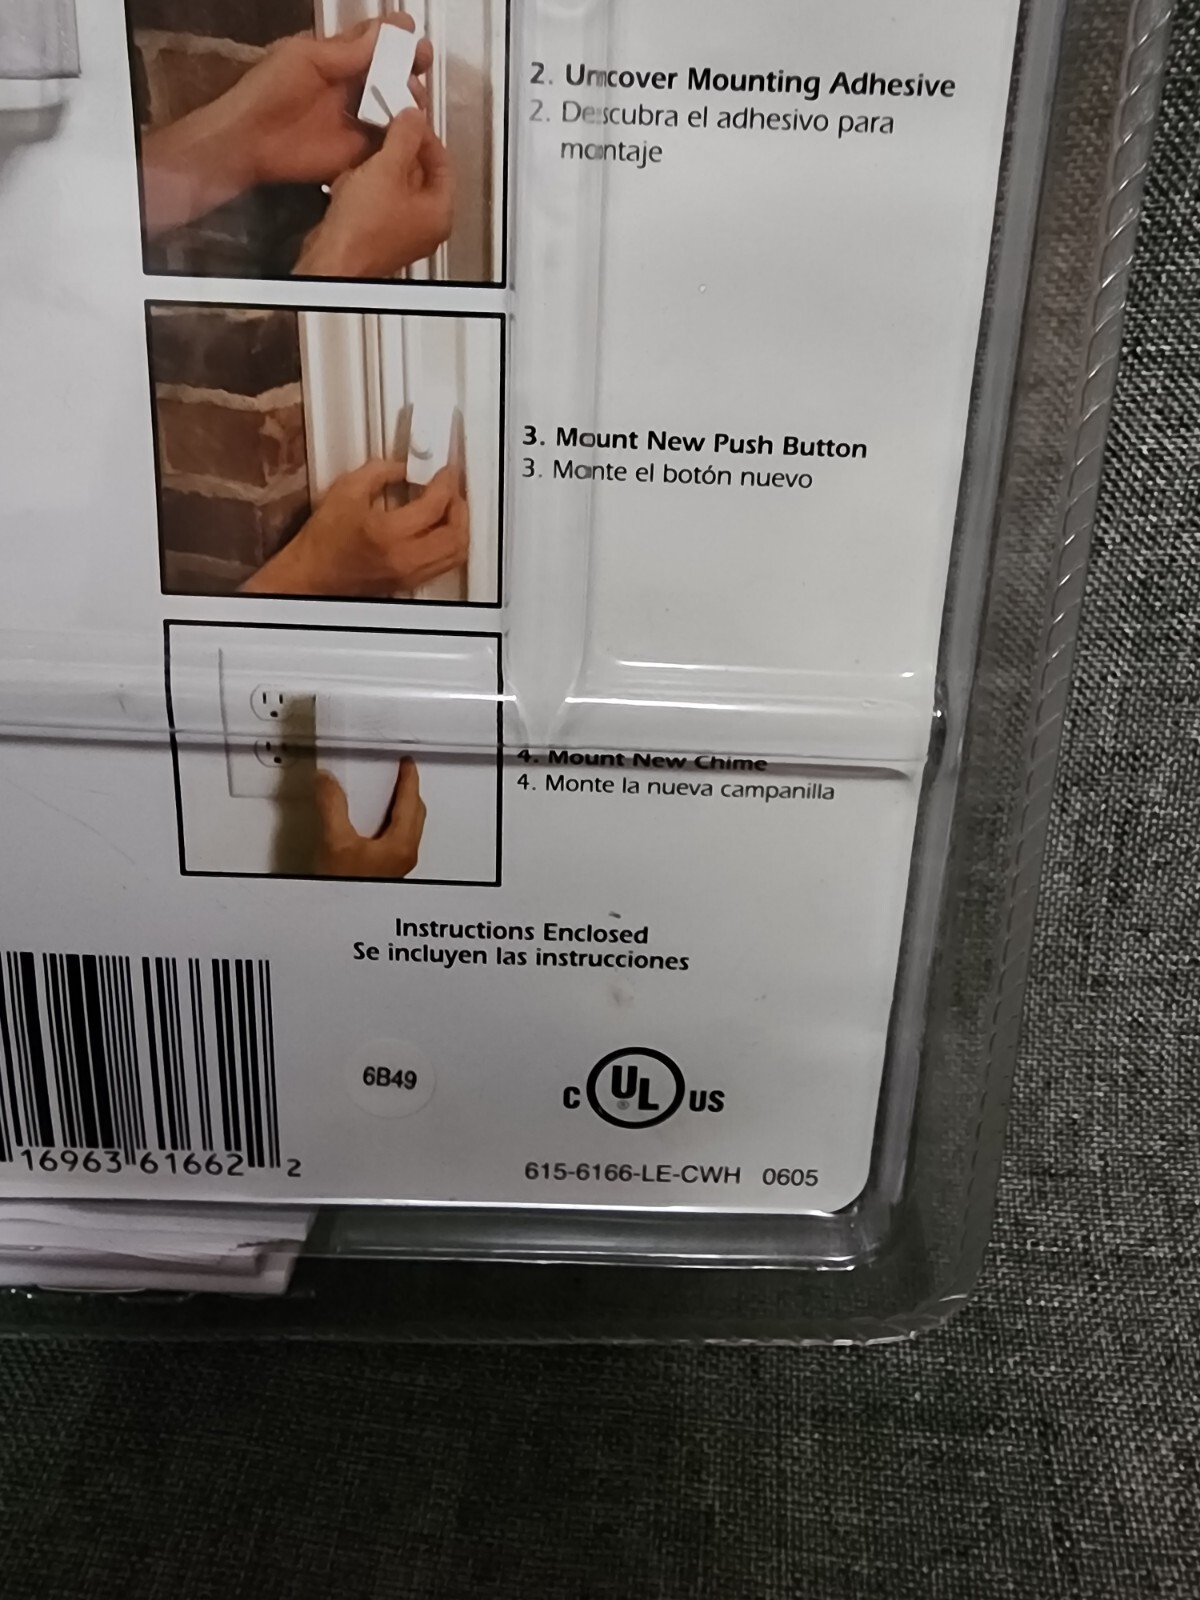 2. Uncover Mounting Adhesive
2. Descubra el adhesivo para
montaje
3. Mount New Push Button
3. Monte el botón nuevo
4. Mount New Chime
4. Monte la nueva campanilla
Instructions Enclosed
Se incluyen las instrucciones
6B49
C UL US
16963 61662 2
615-6166-LE-CWH 0605